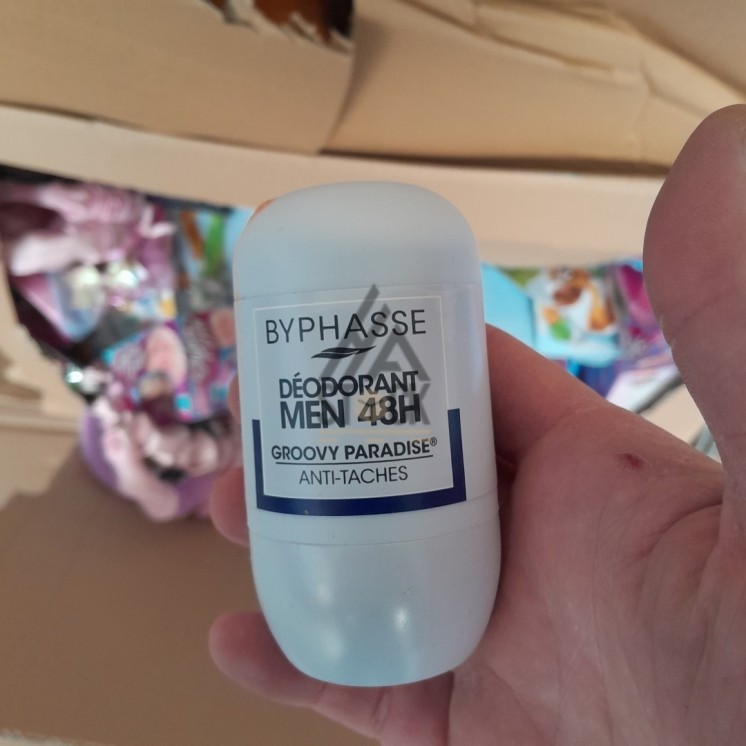 BYPHASSE
DÉODORANT
MEN 48H
GROOVY PARADISE®
ANTI-TACHES